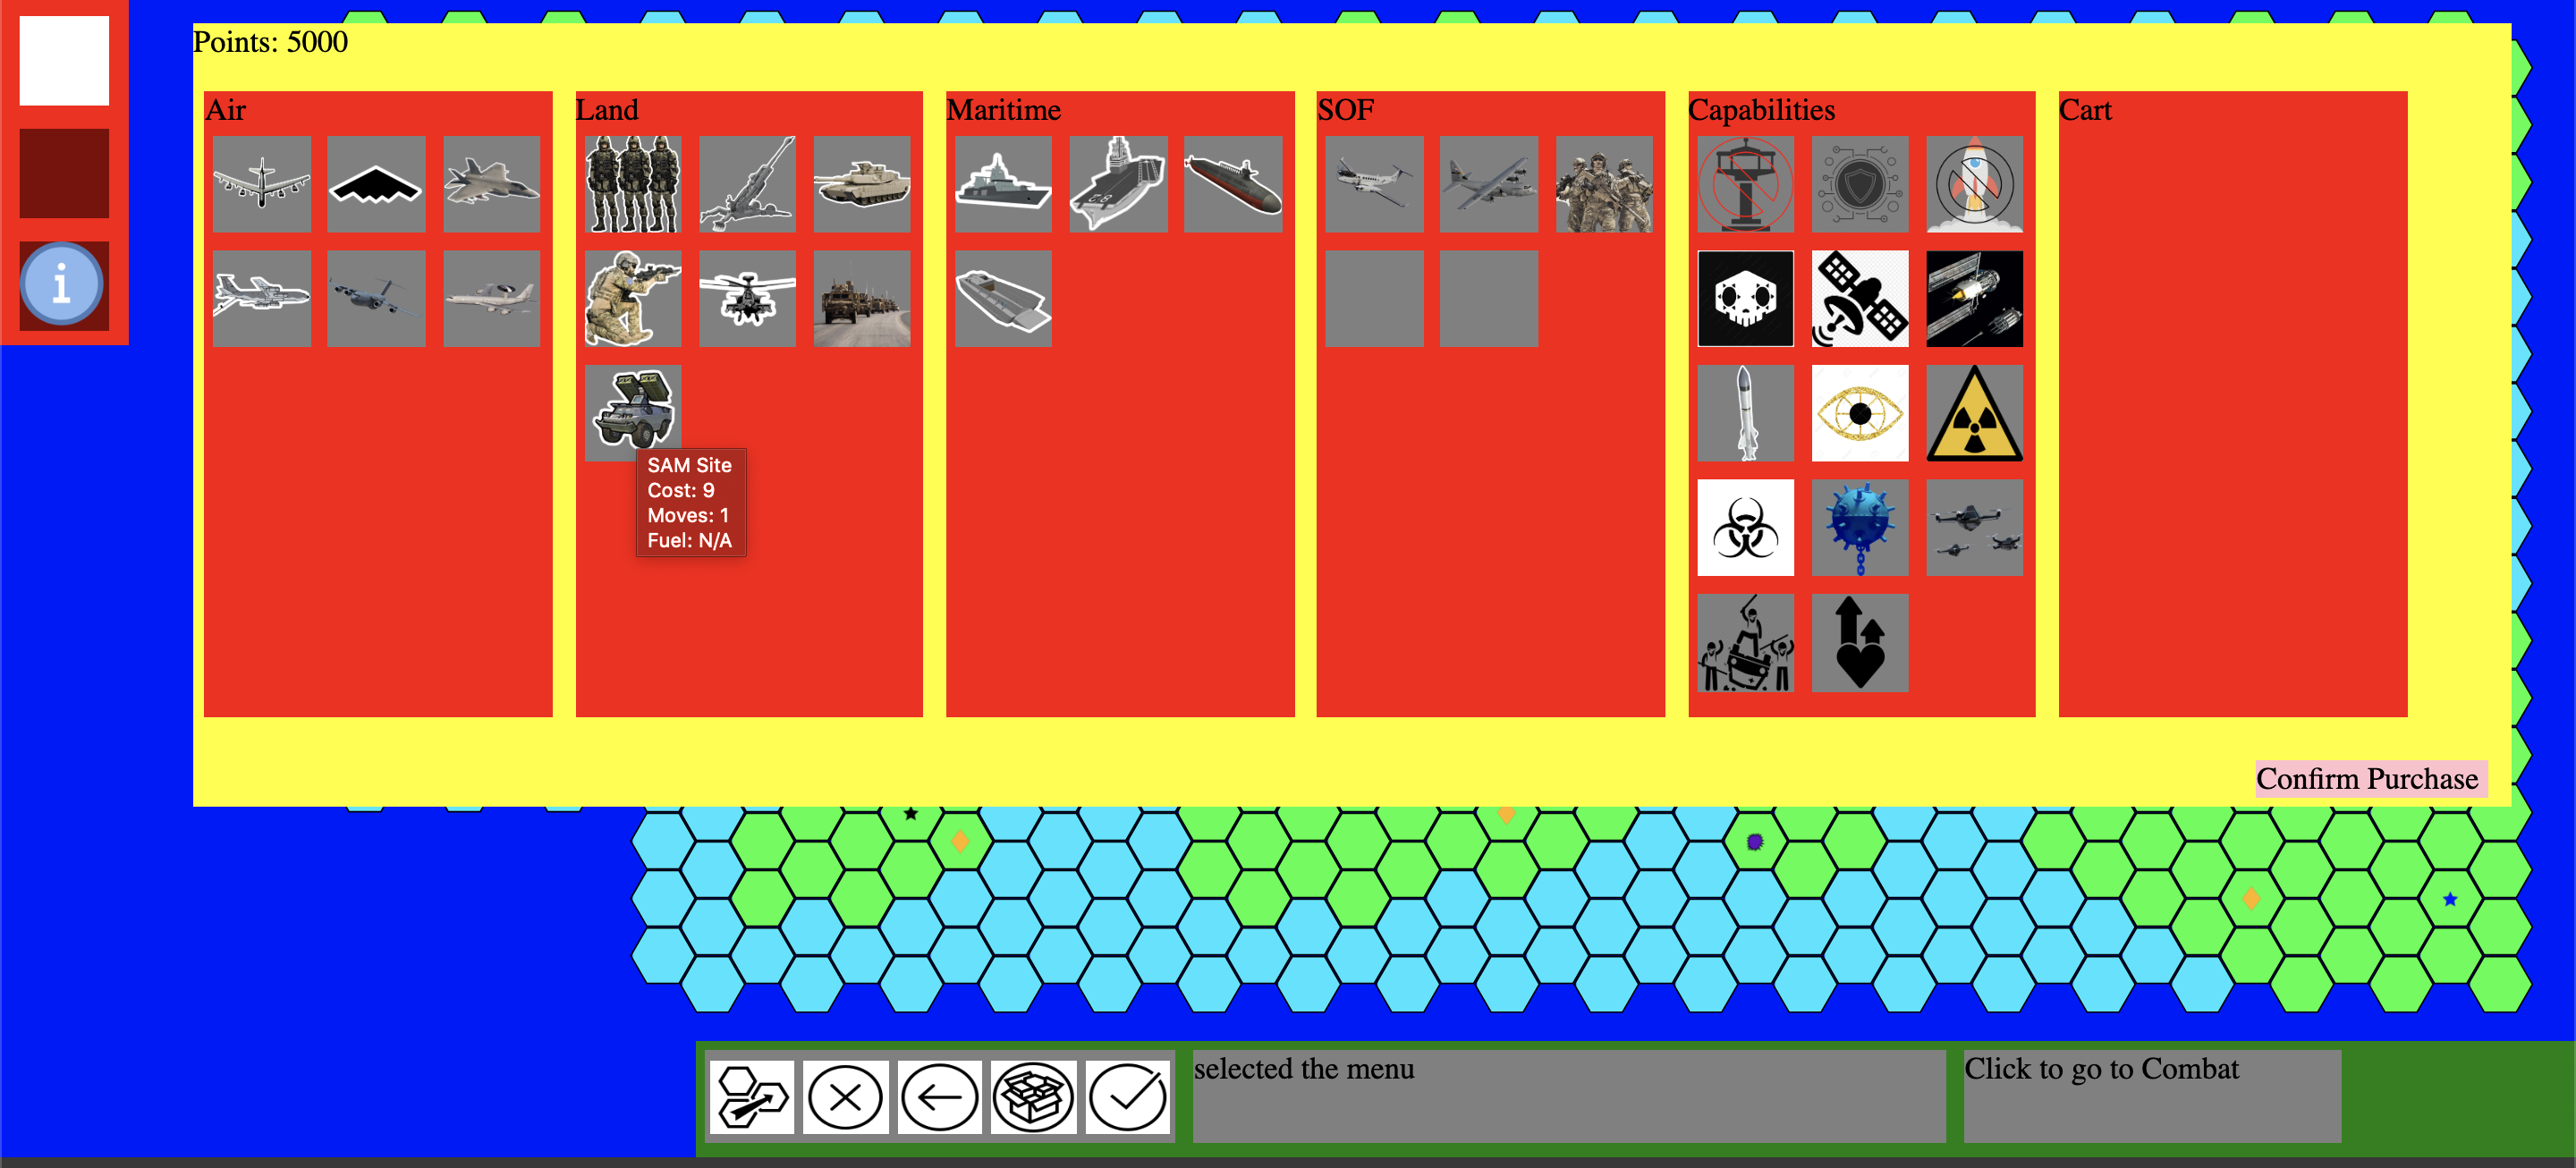 Points: 5000
Air
Land
Maritime
SOF
Capabilities
Cart
SAM Site
Cost: 9
Moves: 1
Fuel: N/A
Confirm Purchase
selected the menu
Click to go to Combat